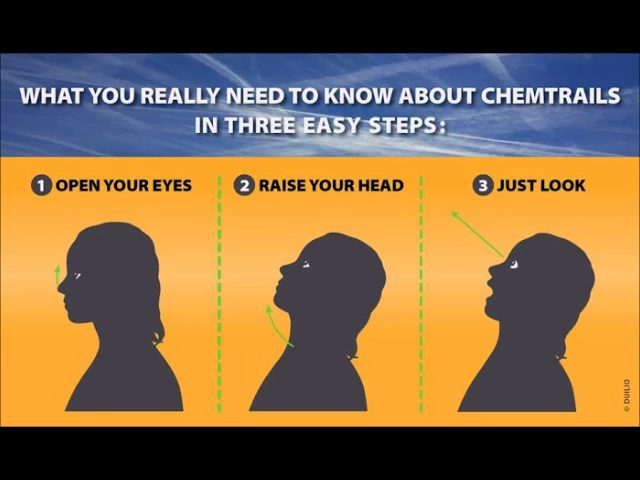 WHAT YOU REALLY NEED TO KNOW ABOUT CHEMTRAILS
IN THREE EASY STEPS:
1 OPEN YOUR EYES
2 RAISE YOUR HEAD
3 JUST LOOK
© DUILIO